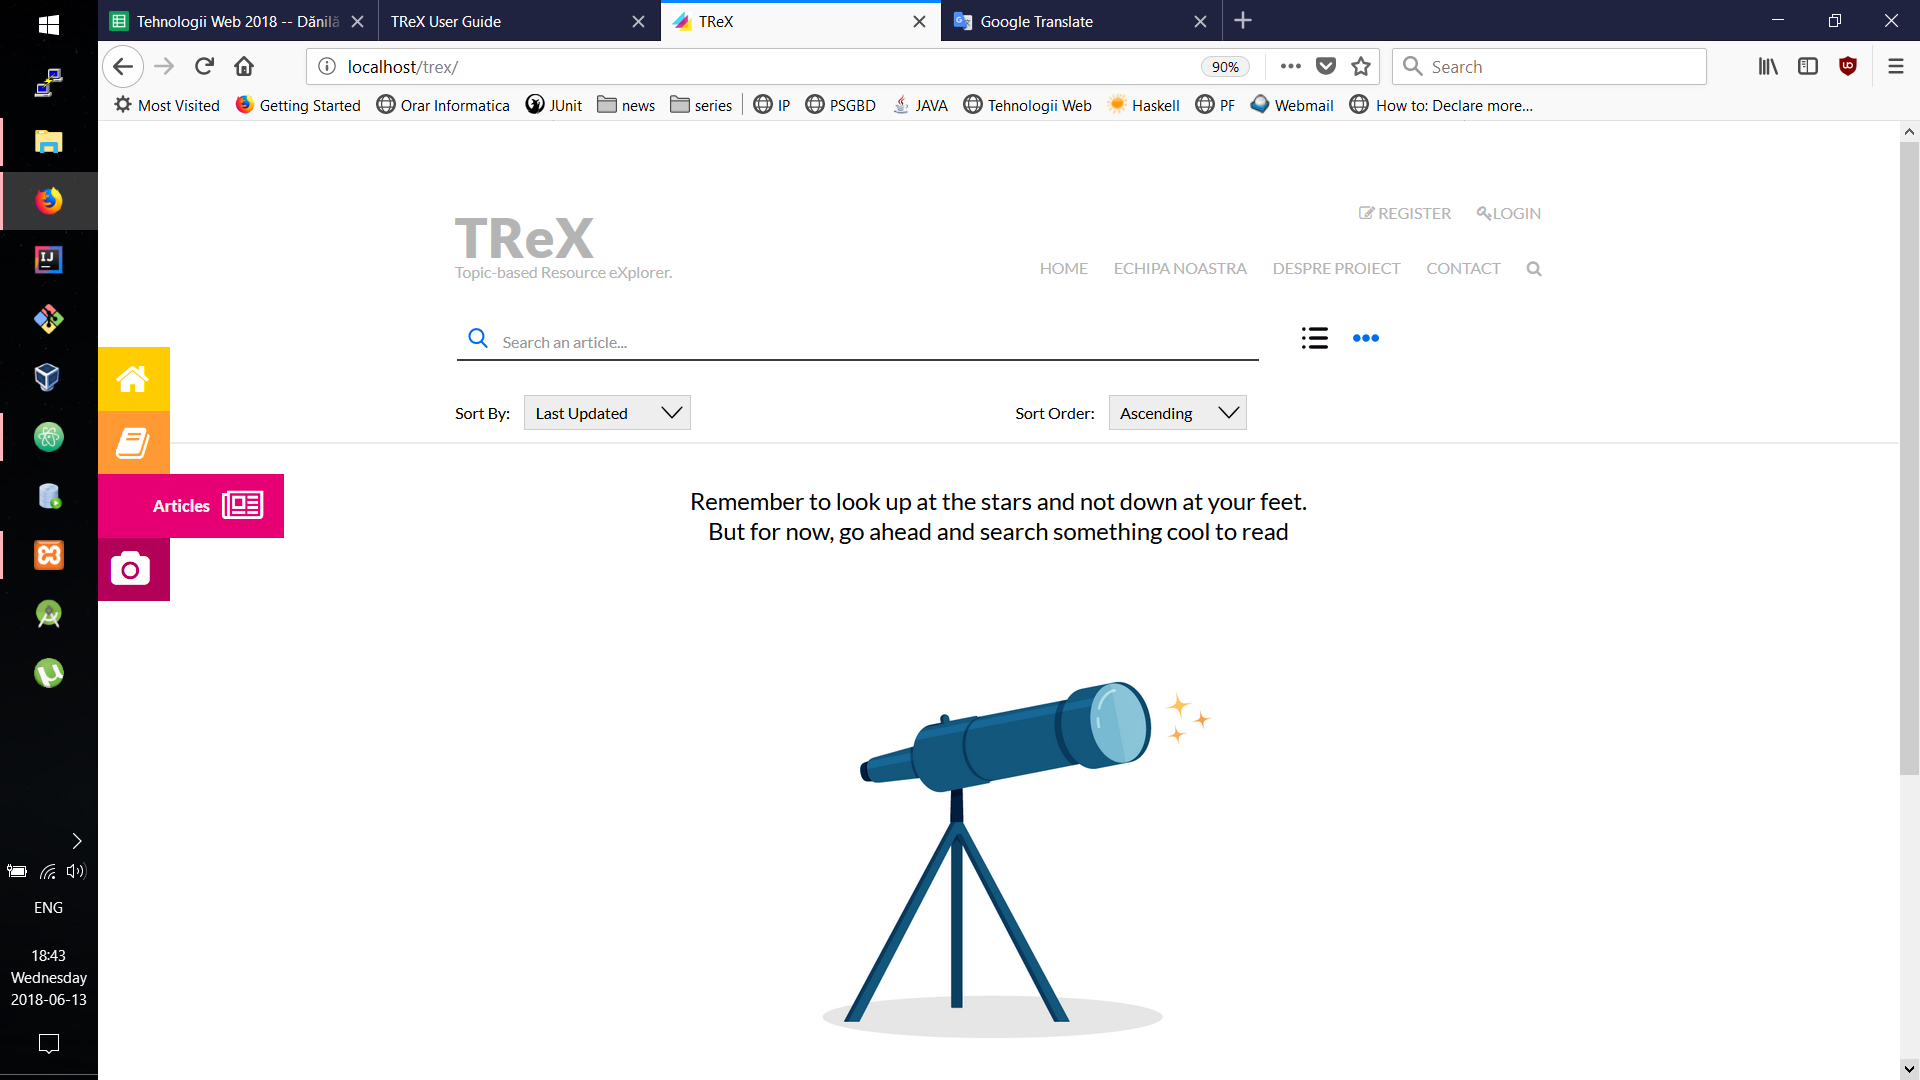 Tehnologii Web 2018 -- Dănilă
TReX User Guide
TReX
Google Translate
localhost/trex/
90%
Search
Most Visited
Getting Started
Orar Informatica
JUnit
news
series
IP
PSGBD
JAVA
Tehnologii Web
Haskell
PF
Webmail
How to: Declare more...
REGISTER
LOGIN
TReX
Topic-based Resource eXplorer.
HOME
ECHIPA NOASTRA
DESPRE PROIECT
CONTACT
Search an article...
Sort By:
Last Updated
Sort Order:
Ascending
Articles
Remember to look up at the stars and not down at your feet.
But for now, go ahead and search something cool to read
ENG
18:43
Wednesday
2018-06-13